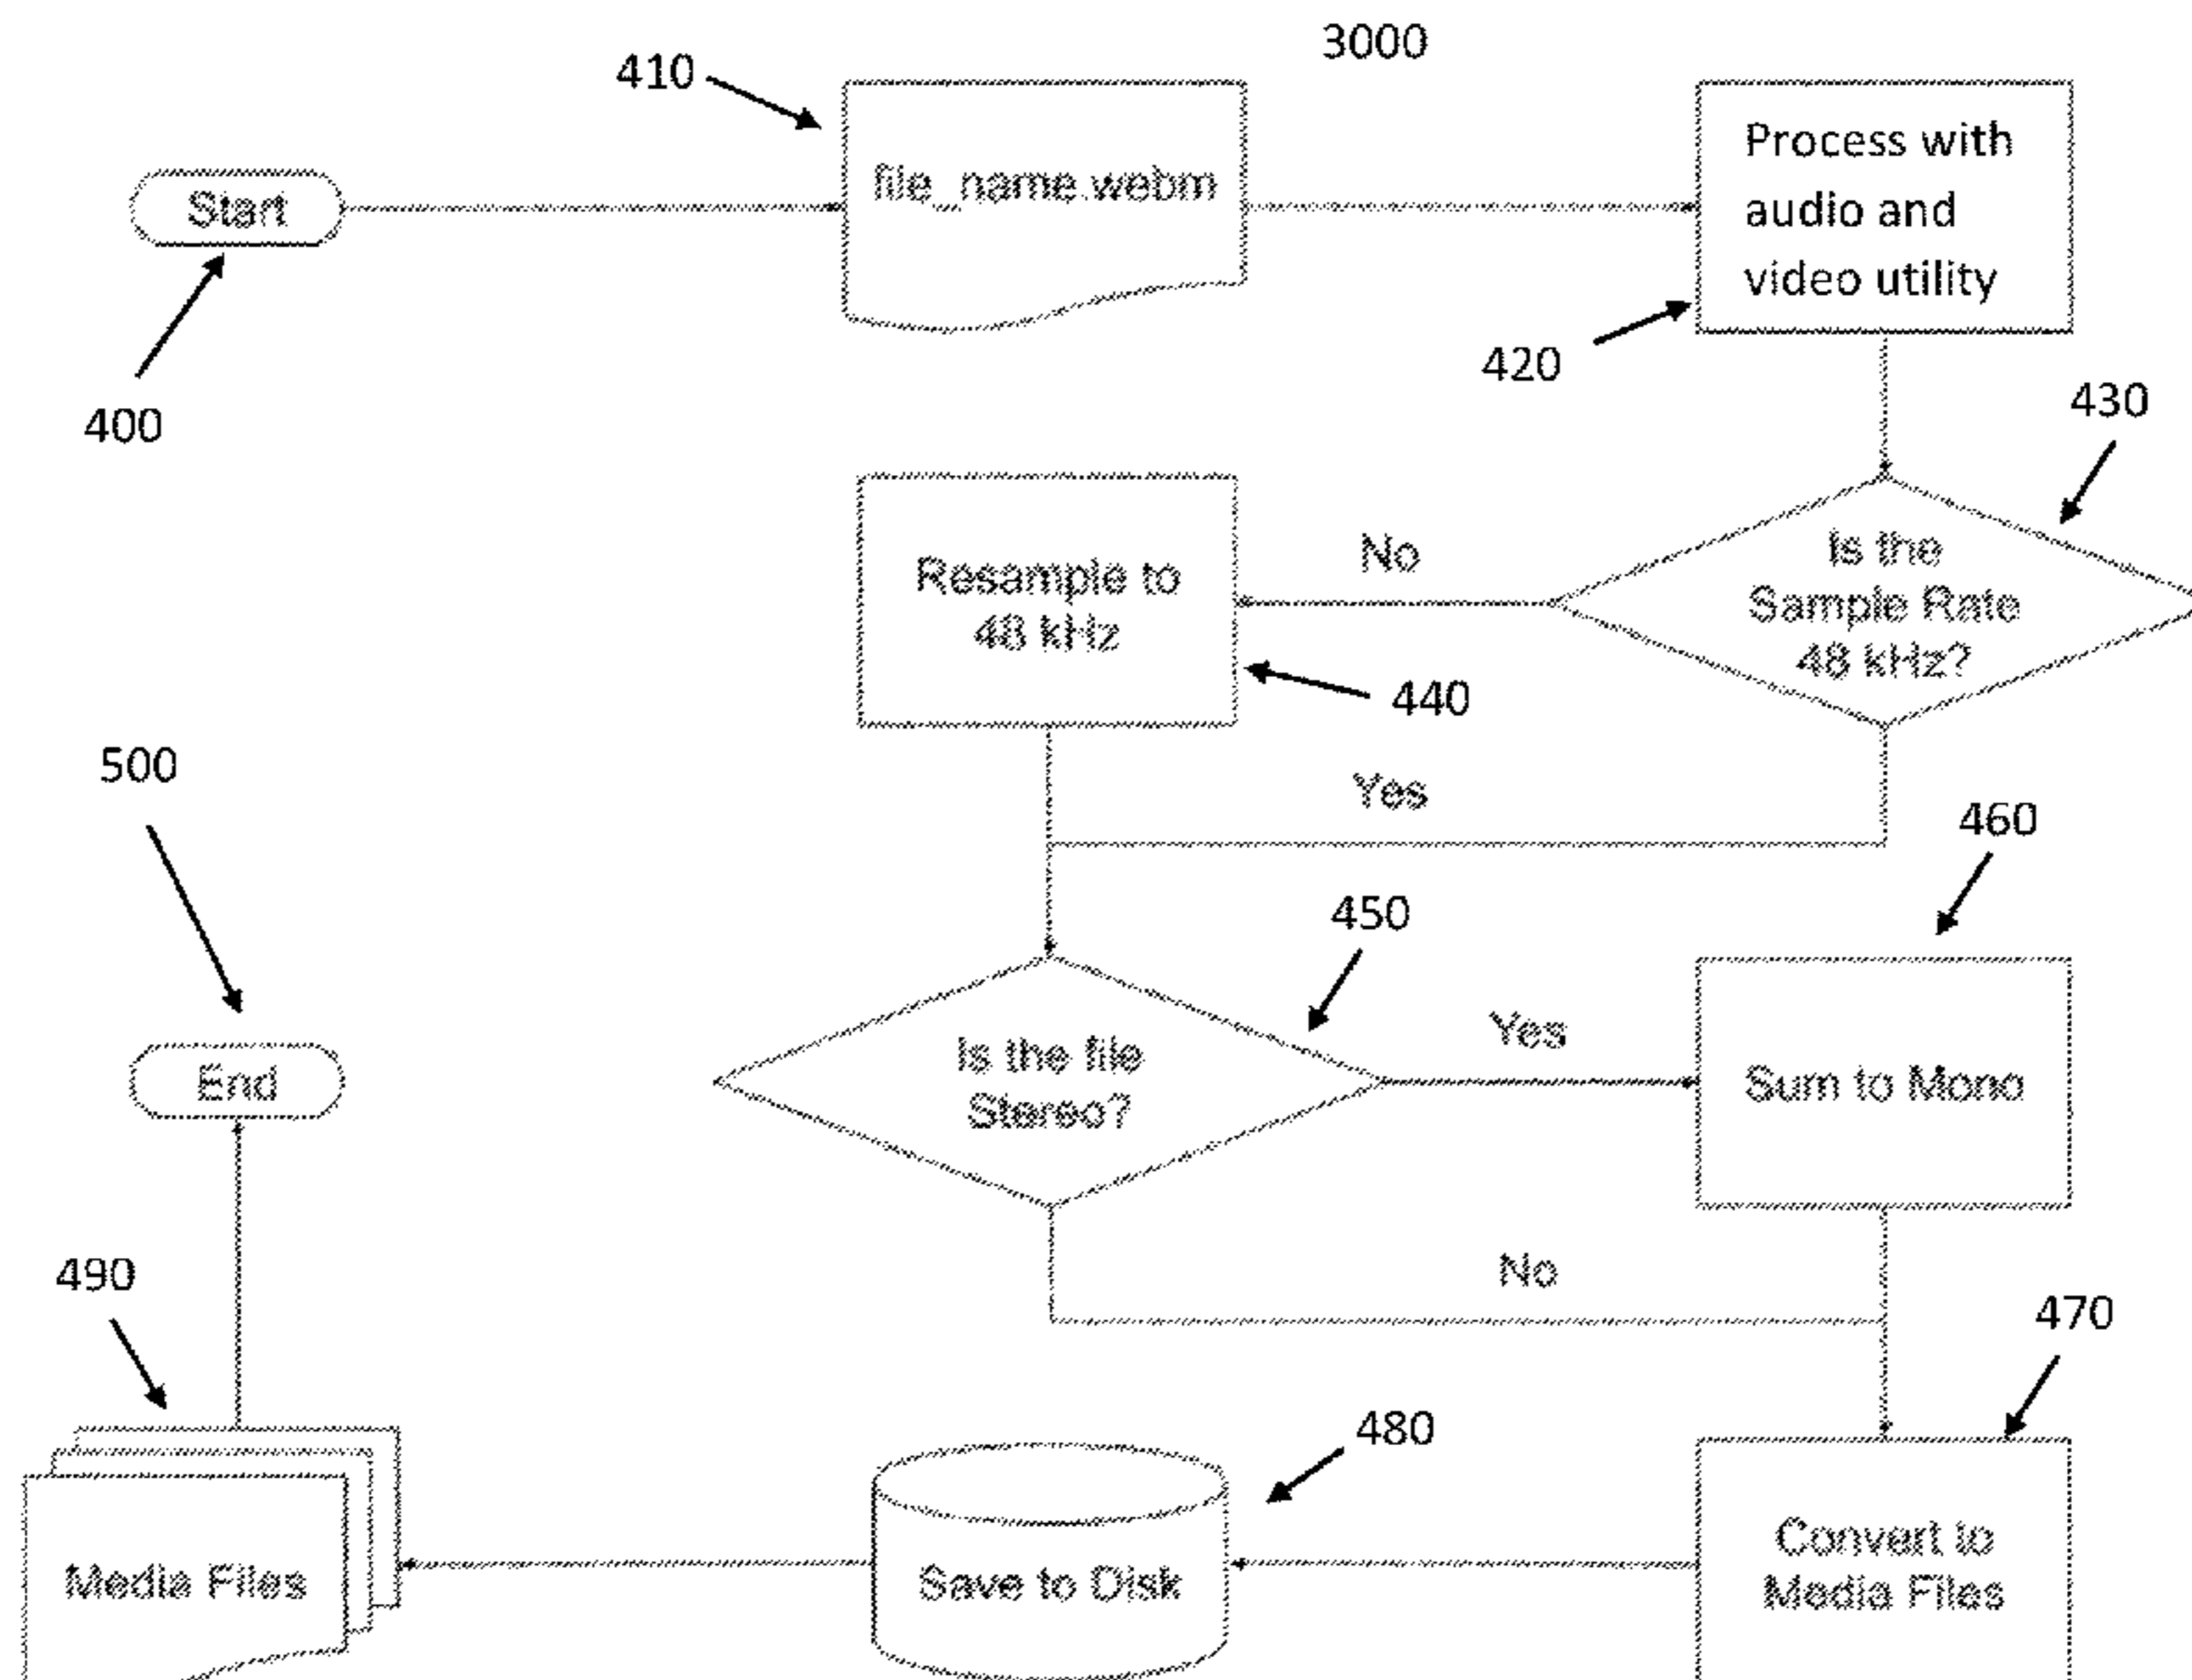 3000
410
file_name.webm
Process with
audio and
video utility
Start
420
400
430
Resample to
48 kHz
No
Is the
Sample Rate
48 kHz?
440
500
Yes
460
450
Is the file
Stereo?
Yes
Sum to Mono
End
No
490
470
480
Convert to
Media Files
Save to Disk
Media Files